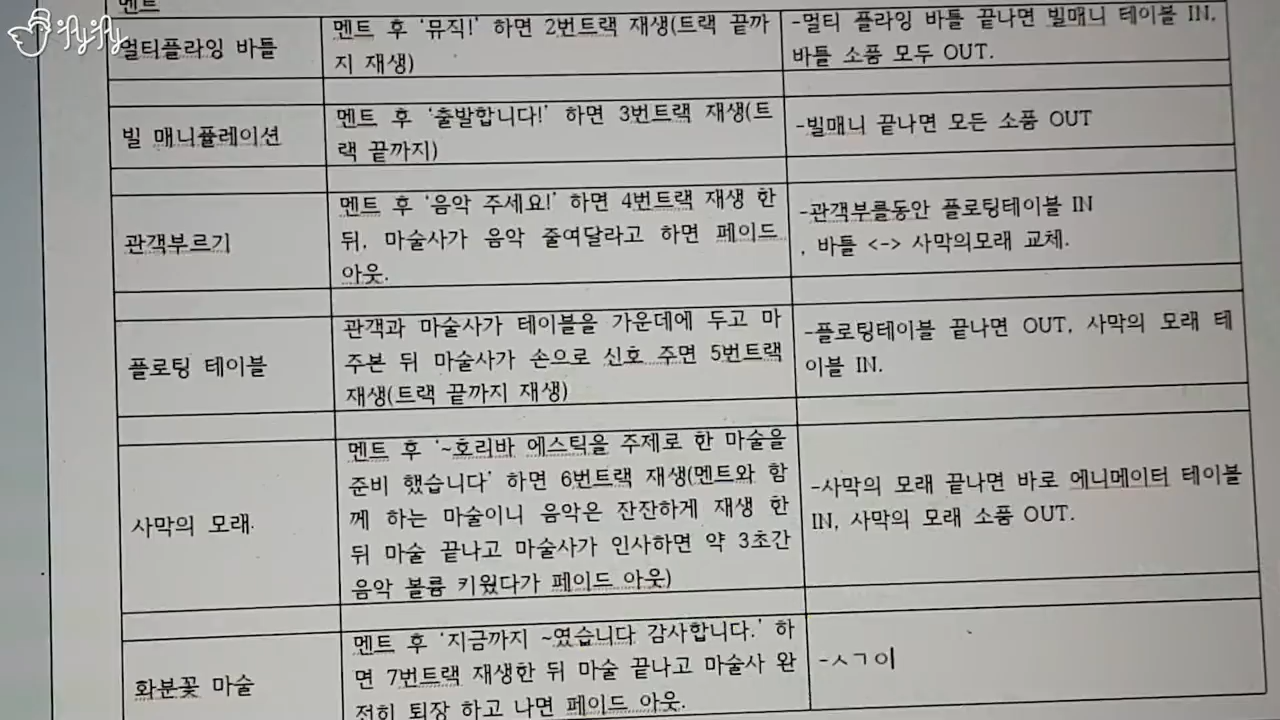 멘트
멀티플라잉 바틀
멘트 후 '뮤직!' 하면 2번트랙 재생(트랙 끝까
지 재생)
-멀티 플라잉 바틀 끝나면 빌매니 테이블 IN.
바틀 소품 모두 OUT.
빌 매니퓰레이션
멘트 후 '출발합니다!' 하면 3번트랙 재생(트
랙 끝까지)
-빌매니 끝나면 모든 소품 OUT
관객부르기
멘트 후 '음악 주세요!' 하면 4번트랙 재생 한
뒤, 마술사가 음악 줄여달라고 하면 페이드
아웃.
-관객부를동안 플로팅테이블 IN
, 바틀 <-> 사막의모래 교체.
플로팅 테이블
관객과 마술사가 테이블을 가운데에 두고 마
주본 뒤 마술사가 손으로 신호 주면 5번트랙
재생(트랙 끝까지 재생)
-플로팅테이블 끝나면 OUT, 사막의 모래 테
이블 IN.
사막의 모래
멘트 후 '~호리바 에스틱을 주제로 한 마술을
준비 했습니다' 하면 6번트랙 재생(멘트와 함
께 하는 마술이니 음악은 잔잔하게 재생 한
뒤 마술 끝나고 마술사가 인사하면 약 3초간
음악 볼륨 키웠다가 페이드 아웃)
-사막의 모래 끝나면 바로 에니메이터 테이블
IN, 사막의 모래 소품 OUT.
화분꽃 마술
멘트 후 '지금까지 ~였습니다 감사합니다.' 하
면 7번트랙 재생한 뒤 마술 끝나고 마술사 완
전히 퇴장 하고 나면 페이드 아웃.
-ㅅㄱ이